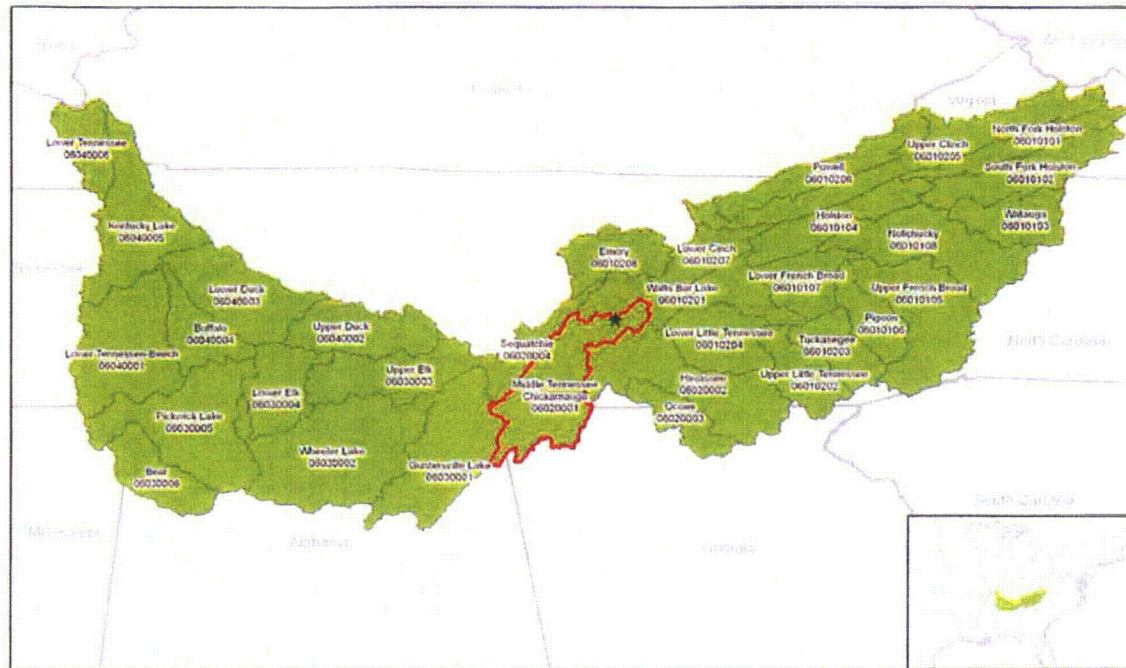 Virginia
North Fork Holston
06010101
Upper Clinch
06010205
Lower Tennessee
06040006
Powell
06010206
South Fork Holston
06010102
Watauga
06010103
Holston
06010104
Nolichucky
06010108
Kentucky Lake
06040005
Emory
06010208
Lower Clinch
06010207
Lower French Broad
06010107
Upper French Broad
06010105
Watts Bar Lake
06010201
Lower Duck
06040003
Pigeon
06010106
Buffalo
06040004
Upper Duck
06040002
Lower Little Tennessee
06010204
Tuckasegee
06010203
North Carolina
Sequatchie
06020004
Lower Tennessee-Beech
06040001
Upper Elk
06030003
Middle Tennessee
Chickamauga
06020001
Hiwassee
06020002
Upper Little Tennessee
06010202
Lower Elk
06030004
Pickwick Lake
06030005
Ocoee
06020003
Wheeler Lake
06030002
Guntersville Lake
06030001
Bear
06030006
South Carolina
Mississippi
Alabama
Georgia